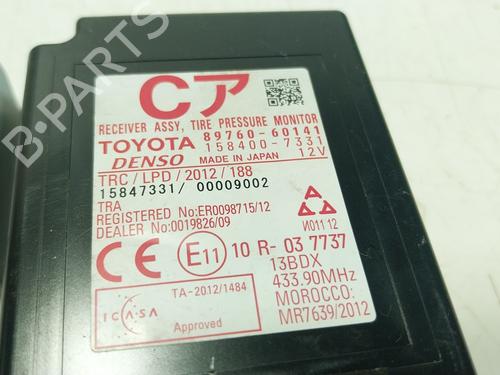 Cア
RECEIVER ASSY, TIRE PRESSURE MONITOR
TOYOTA 89760-60141
DENSO 158400-7331
MADE IN JAPAN 12V
TRC/LPD/2012/188
15847331/ 00009002
TRA
REGISTERED No:ER0098715/12
DEALER No:0019826/09
И011 12
CE E11 10 R- 03 7737
13BDX
433.90MHz
MOROCCO:
MR7639/2012
TA-2012/1484
ICASA
Approved
B-PARTS